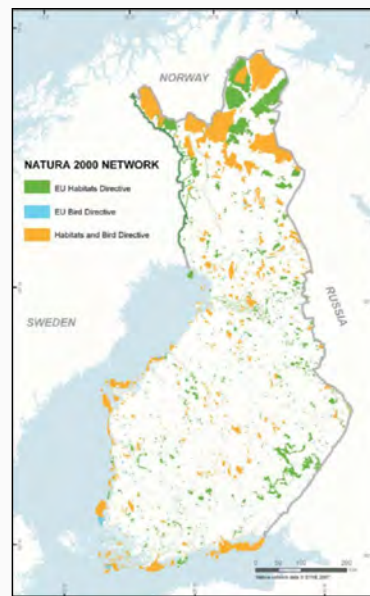 NORWAY
NATURA 2000 NETWORK
EU Habitats Directive
EU Bird Directive
Habitats and Bird Directive
RUSSIA
SWEDEN